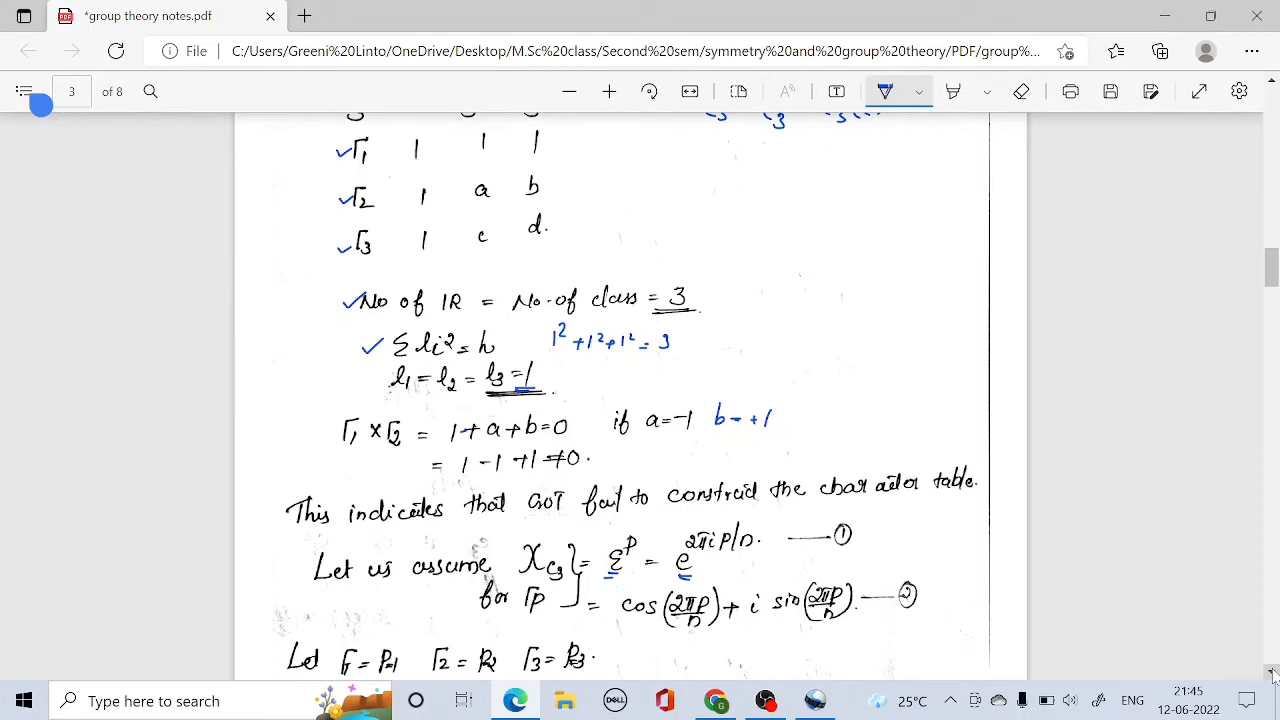 *group theory notes.pdf
File
C:/Users/Greeni%20Linto/OneDrive/Desktop/M.Sc%20class/Second%20sem/symmetry%20and%20group%20theory/PDF/group%...
3 of 8
Γ1 1 1 1
Γ2 1 a b
Γ3 1 c d.
No of IR = No. of class = 3
Σ li² = h 1² + 1² + 1² = 3
l1 = l2 = l3 = 1
Γ1 × Γ2 = 1 + a + b = 0 if a = -1 b = +1
= 1 - 1 + 1 ≠ 0.
This indicates that GOT fail to construct the character table.
Let us assume χC3 } = Σ^p = e^2πip/n. —— ①
for Γp = cos(2πp/n) + i sin(2πp/n). —— ②
Let Γ1 = P=1 Γ2 = P=2 Γ3 = P=3.
Type here to search
DELL
25°C
ENG
21:45
12-06-2022